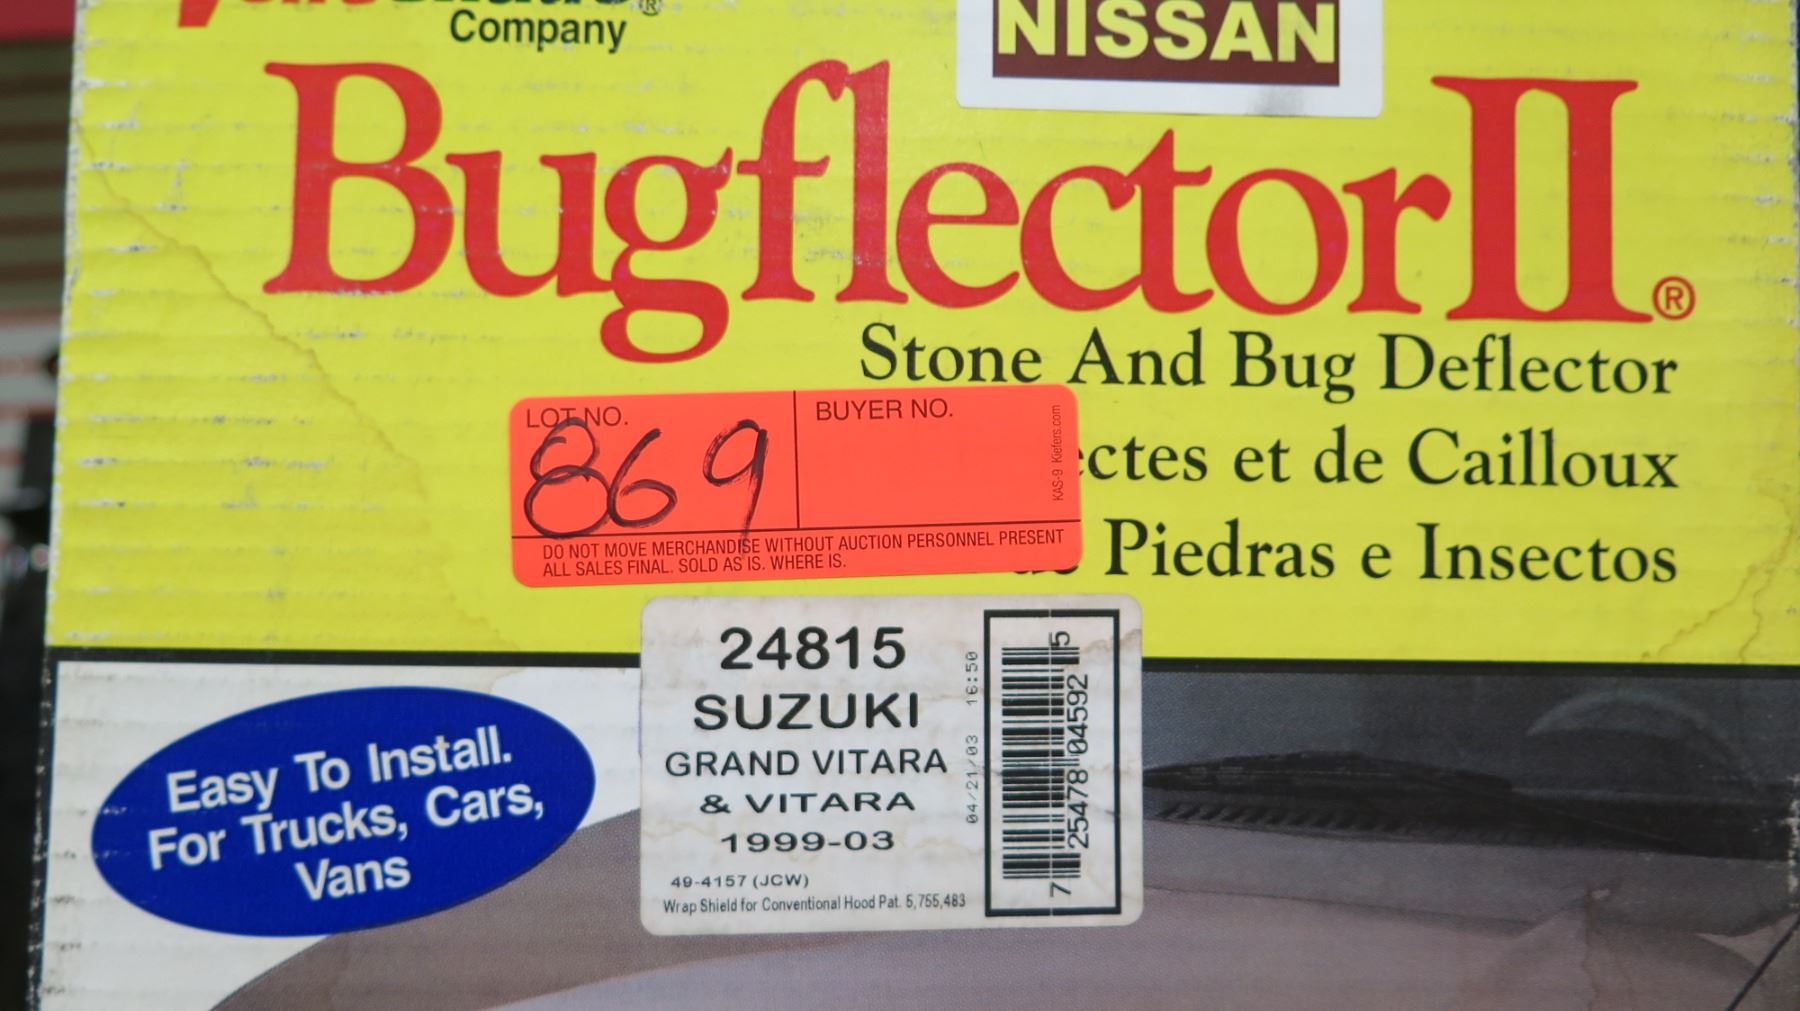 Company
NISSAN
BugflectorII®
Stone And Bug Deflector
ectes et de Cailloux
Piedras e Insectos
LOT NO.
869
BUYER NO.
KAS-9 Kiefers.com
DO NOT MOVE MERCHANDISE WITHOUT AUCTION PERSONNEL PRESENT
ALL SALES FINAL. SOLD AS IS. WHERE IS.
24815
SUZUKI
GRAND VITARA
& VITARA
1999-03
49-4157 (JCW)
Wrap Shield for Conventional Hood Pat. 5,755,483
04/21/03 16:50
7 25478 04592 5
Easy To Install.
For Trucks, Cars,
Vans